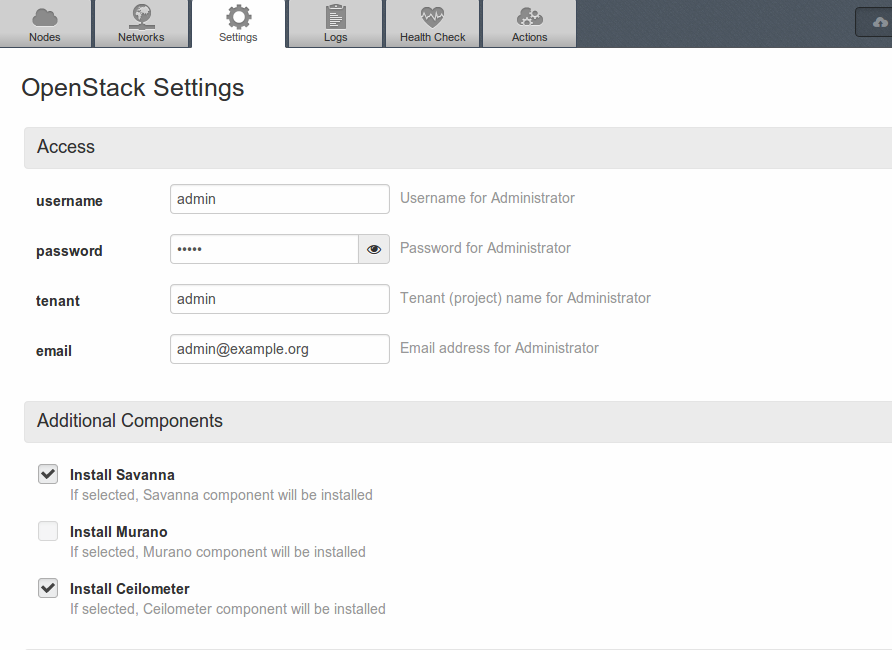 Nodes Networks Settings Logs Health Check Actions
OpenStack Settings
Access
username admin Username for Administrator
password ••••• Password for Administrator
tenant admin Tenant (project) name for Administrator
email admin@example.org Email address for Administrator
Additional Components
Install Savanna
If selected, Savanna component will be installed
Install Murano
If selected, Murano component will be installed
Install Ceilometer
If selected, Ceilometer component will be installed